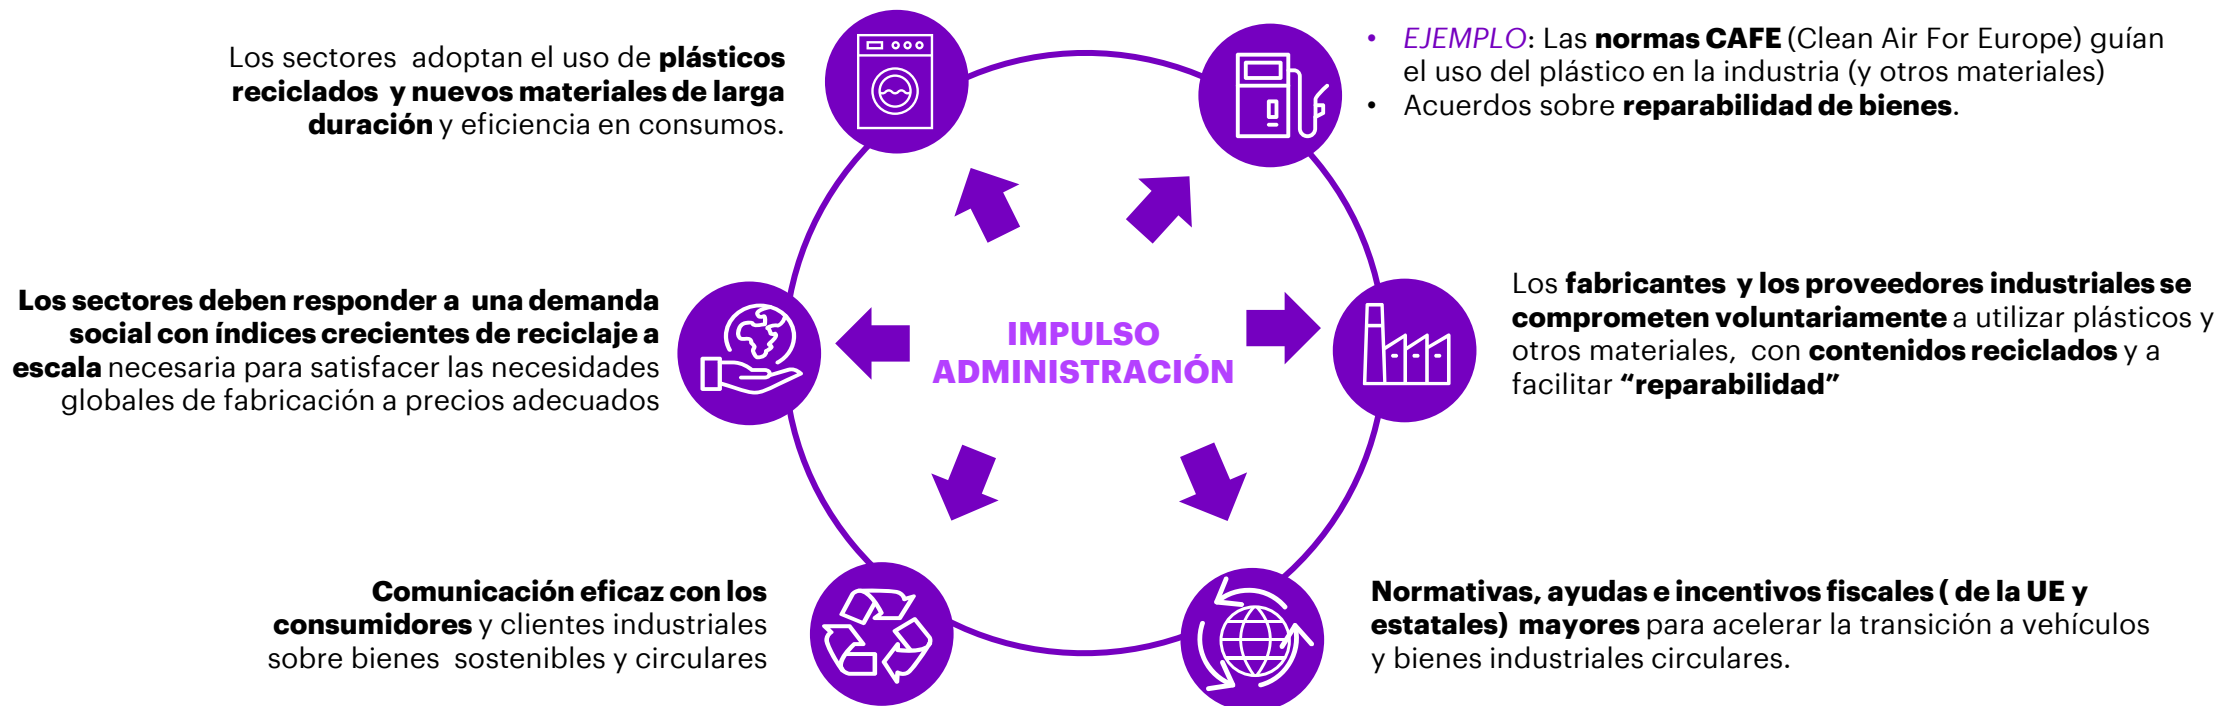 Los sectores adoptan el uso de plásticos
reciclados y nuevos materiales de larga
duración y eficiencia en consumos.
• EJEMPLO: Las normas CAFE (Clean Air For Europe) guían
el uso del plástico en la industria (y otros materiales)
• Acuerdos sobre reparabilidad de bienes.
Los sectores deben responder a una demanda
social con índices crecientes de reciclaje a
escala necesaria para satisfacer las necesidades
globales de fabricación a precios adecuados
IMPULSO
ADMINISTRACIÓN
Los fabricantes y los proveedores industriales se
comprometen voluntariamente a utilizar plásticos y
otros materiales, con contenidos reciclados y a
facilitar “reparabilidad”
Comunicación eficaz con los
consumidores y clientes industriales
sobre bienes sostenibles y circulares
Normativas, ayudas e incentivos fiscales ( de la UE y
estatales) mayores para acelerar la transición a vehículos
y bienes industriales circulares.